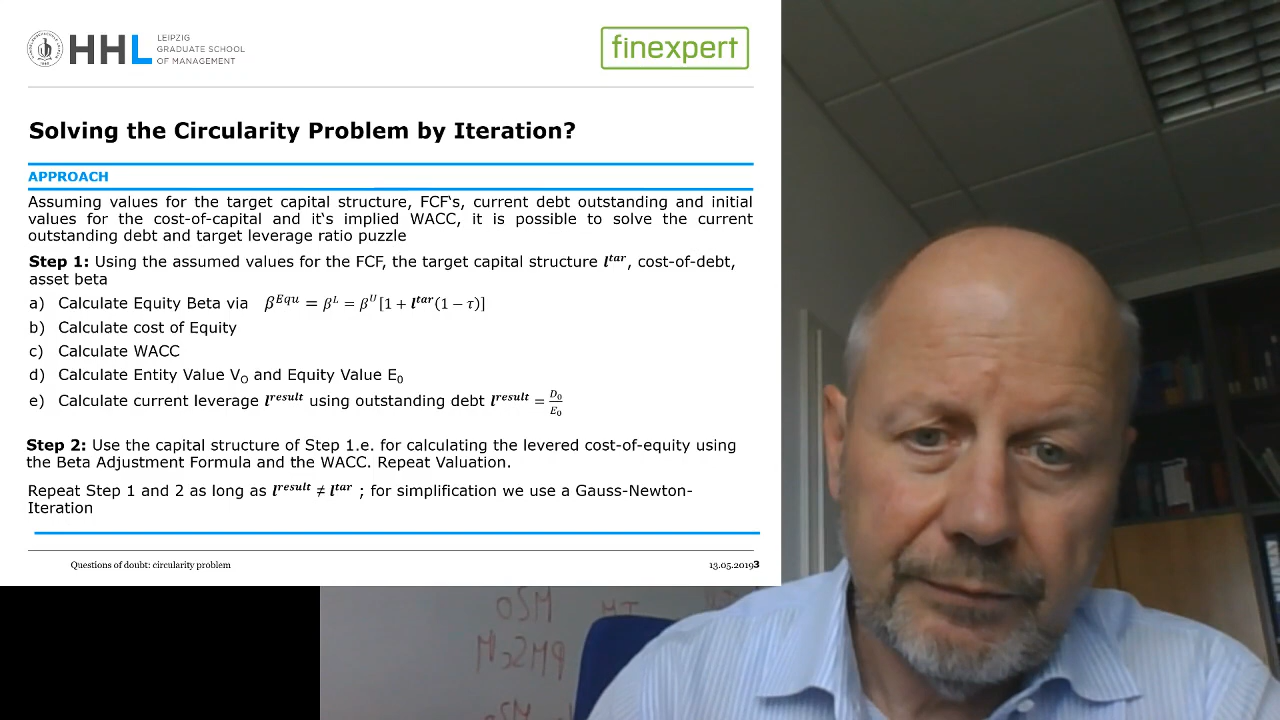 HHL LEIPZIG
GRADUATE SCHOOL
OF MANAGEMENT
finexpert
Solving the Circularity Problem by Iteration?
APPROACH
Assuming values for the target capital structure, FCF‘s, current debt outstanding and initial
values for the cost-of-capital and it‘s implied WACC, it is possible to solve the current
outstanding debt and target leverage ratio puzzle
Step 1: Using the assumed values for the FCF, the target capital structure l^tar, cost-of-debt,
asset beta
a) Calculate Equity Beta via β^Equ = β^L = β^U[1 + l^tar(1 − τ)]
b) Calculate cost of Equity
c) Calculate WACC
d) Calculate Entity Value V_O and Equity Value E_0
e) Calculate current leverage l^result using outstanding debt l^result = D_0/E_0
Step 2: Use the capital structure of Step 1.e. for calculating the levered cost-of-equity using
the Beta Adjustment Formula and the WACC. Repeat Valuation.
Repeat Step 1 and 2 as long as l^result ≠ l^tar ; for simplification we use a Gauss-Newton-
Iteration
Questions of doubt: circularity problem
13.05.20193